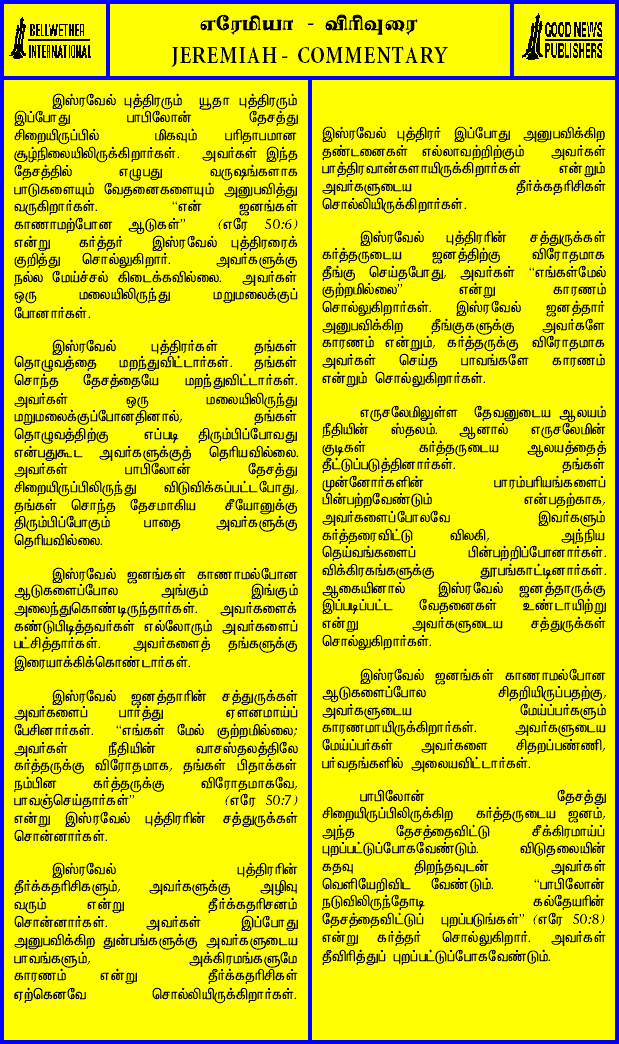 BELLWETHER
INTERNATIONAL
எரேமியா - விரிவுரை
JEREMIAH - COMMENTARY
GOOD NEWS
PUBLISHERS
இஸ்ரவேல் புத்திரரும் யூதா புத்திரரும்
இப்போது பாபிலோன் தேசத்து
சிறையிருப்பில் மிகவும் பரிதாபமான
சூழ்நிலையிலிருக்கிறார்கள். அவர்கள் இந்த
தேசத்தில் எழுபது வருஷங்களாக
பாடுகளையும் வேதனைகளையும் அனுபவித்து
வருகிறார்கள். “என் ஜனங்கள்
காணாமற்போன ஆடுகள்” (எரே 50:6)
என்று கர்த்தர் இஸ்ரவேல் புத்திரரைக்
குறித்து சொல்லுகிறார். அவர்களுக்கு
நல்ல மேய்ச்சல் கிடைக்கவில்லை. அவர்கள்
ஒரு மலையிலிருந்து மறுமலைக்குப்
போனார்கள்.
இஸ்ரவேல் புத்திரர்கள் தங்கள்
தொழுவத்தை மறந்துவிட்டார்கள். தங்கள்
சொந்த தேசத்தையே மறந்துவிட்டார்கள்.
அவர்கள் ஒரு மலையிலிருந்து
மறுமலைக்குப்போனதினால், தங்கள்
தொழுவத்திற்கு எப்படி திரும்பிப்போவது
என்பதுகூட அவர்களுக்குத் தெரியவில்லை.
அவர்கள் பாபிலோன் தேசத்து
சிறையிருப்பிலிருந்து விடுவிக்கப்பட்டபோது,
தங்கள் சொந்த தேசமாகிய சீயோனுக்கு
திரும்பிப்போகும் பாதை அவர்களுக்கு
தெரியவில்லை.
இஸ்ரவேல் ஜனங்கள் காணாமல்போன
ஆடுகளைப்போல அங்கும் இங்கும்
அலைந்துகொண்டிருந்தார்கள். அவர்களைக்
கண்டுபிடித்தவர்கள் எல்லோரும் அவர்களைப்
பட்சித்தார்கள். அவர்களைத் தங்களுக்கு
இரையாக்கிக்கொண்டார்கள்.
இஸ்ரவேல் ஜனத்தாரின் சத்துருக்கள்
அவர்களைப் பார்த்து ஏளனமாய்ப்
பேசினார்கள். “எங்கள் மேல் குற்றமில்லை;
அவர்கள் நீதியின் வாசஸ்தலத்திலே
கர்த்தருக்கு விரோதமாக, தங்கள் பிதாக்கள்
நம்பின கர்த்தருக்கு விரோதமாகவே,
பாவஞ்செய்தார்கள்” (எரே 50:7)
என்று இஸ்ரவேல் புத்திரரின் சத்துருக்கள்
சொன்னார்கள்.
இஸ்ரவேல் புத்திரரின்
தீர்க்கதரிசிகளும், அவர்களுக்கு அழிவு
வரும் என்று தீர்க்கதரிசனம்
சொன்னார்கள். அவர்கள் இப்போது
அனுபவிக்கிற துன்பங்களுக்கு அவர்களுடைய
பாவங்களும், அக்கிரமங்களுமே
காரணம் என்று தீர்க்கதரிசிகள்
ஏற்கெனவே சொல்லியிருக்கிறார்கள்.
இஸ்ரவேல் புத்திரர் இப்போது அனுபவிக்கிற
தண்டனைகள் எல்லாவற்றிற்கும் அவர்கள்
பாத்திரவான்களாயிருக்கிறார்கள் என்றும்
அவர்களுடைய தீர்க்கதரிசிகள்
சொல்லியிருக்கிறார்கள்.
இஸ்ரவேல் புத்திரரின் சத்துருக்கள்
கர்த்தருடைய ஜனத்திற்கு விரோதமாக
தீங்கு செய்தபோது, அவர்கள் “எங்கள்மேல்
குற்றமில்லை” என்று காரணம்
சொல்லுகிறார்கள். இஸ்ரவேல் ஜனத்தார்
அனுபவிக்கிற தீங்குகளுக்கு அவர்களே
காரணம் என்றும், கர்த்தருக்கு விரோதமாக
அவர்கள் செய்த பாவங்களே காரணம்
என்றும் சொல்லுகிறார்கள்.
எருசலேமிலுள்ள தேவனுடைய ஆலயம்
நீதியின் ஸ்தலம். ஆனால் எருசலேமின்
குடிகள் கர்த்தருடைய ஆலயத்தைத்
தீட்டுப்படுத்தினார்கள். தங்கள்
முன்னோர்களின் பாரம்பரியங்களைப்
பின்பற்றவேண்டும் என்பதற்காக,
அவர்களைப்போலவே இவர்களும்
கர்த்தரைவிட்டு விலகி, அந்நிய
தெய்வங்களைப் பின்பற்றிப்போனார்கள்.
விக்கிரகங்களுக்கு தூபங்காட்டினார்கள்.
ஆகையினால் இஸ்ரவேல் ஜனத்தாருக்கு
இப்படிப்பட்ட வேதனைகள் உண்டாயிற்று
என்று அவர்களுடைய சத்துருக்கள்
சொல்லுகிறார்கள்.
இஸ்ரவேல் ஜனங்கள் காணாமல்போன
ஆடுகளைப்போல சிதறியிருப்பதற்கு,
அவர்களுடைய மேய்ப்பர்களும்
காரணமாயிருக்கிறார்கள். அவர்களுடைய
மேய்ப்பர்கள் அவர்களை சிதறப்பண்ணி,
பர்வதங்களில் அலையவிட்டார்கள்.
பாபிலோன் தேசத்து
சிறையிருப்பிலிருக்கிற கர்த்தருடைய ஜனம்,
அந்த தேசத்தைவிட்டு சீக்கிரமாய்ப்
புறப்பட்டுப்போகவேண்டும். விடுதலையின்
கதவு திறந்தவுடன் அவர்கள்
வெளியேறிவிட வேண்டும். “பாபிலோன்
நடுவிலிருந்தோடி கல்தேயரின்
தேசத்தைவிட்டுப் புறப்படுங்கள்” (எரே 50:8)
என்று கர்த்தர் சொல்லுகிறார். அவர்கள்
தீவிரித்துப் புறப்பட்டுப்போகவேண்டும்.